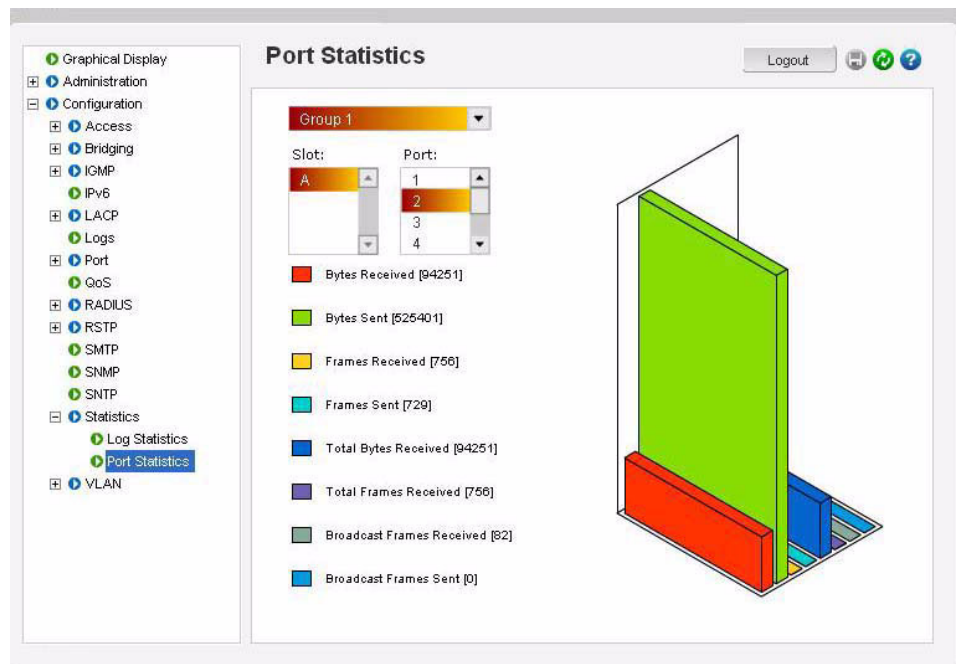 Graphical Display
Administration
Configuration
Access
Bridging
IGMP
IPv6
LACP
Logs
Port
QoS
RADIUS
RSTP
SMTP
SNMP
SNTP
Statistics
Log Statistics
Port Statistics
VLAN
Port Statistics
Logout
?
Group 1
Slot:
Port:
A
1
2
3
4
Bytes Received [94251]
Bytes Sent [525401]
Frames Received [756]
Frames Sent [729]
Total Bytes Received [94251]
Total Frames Received [756]
Broadcast Frames Received [82]
Broadcast Frames Sent [0]